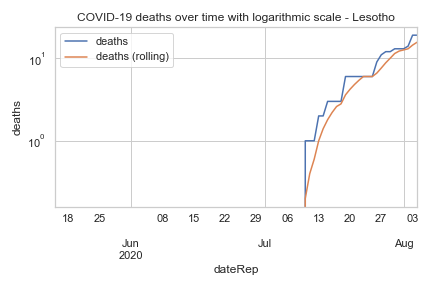 COVID-19 deaths over time with logarithmic scale - Lesotho
deaths
deaths (rolling)
10¹
10⁰
deaths
18 25 08 15 22 29 06 13 20 27 03
Jun Jul Aug
2020
dateRep